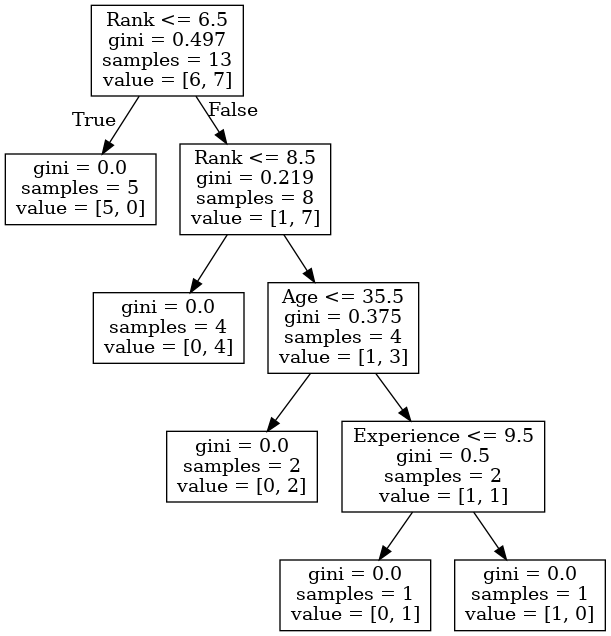 Rank <= 6.5
gini = 0.497
samples = 13
value = [6, 7]
True
False
gini = 0.0
samples = 5
value = [5, 0]
Rank <= 8.5
gini = 0.219
samples = 8
value = [1, 7]
gini = 0.0
samples = 4
value = [0, 4]
Age <= 35.5
gini = 0.375
samples = 4
value = [1, 3]
gini = 0.0
samples = 2
value = [0, 2]
Experience <= 9.5
gini = 0.5
samples = 2
value = [1, 1]
gini = 0.0
samples = 1
value = [0, 1]
gini = 0.0
samples = 1
value = [1, 0]